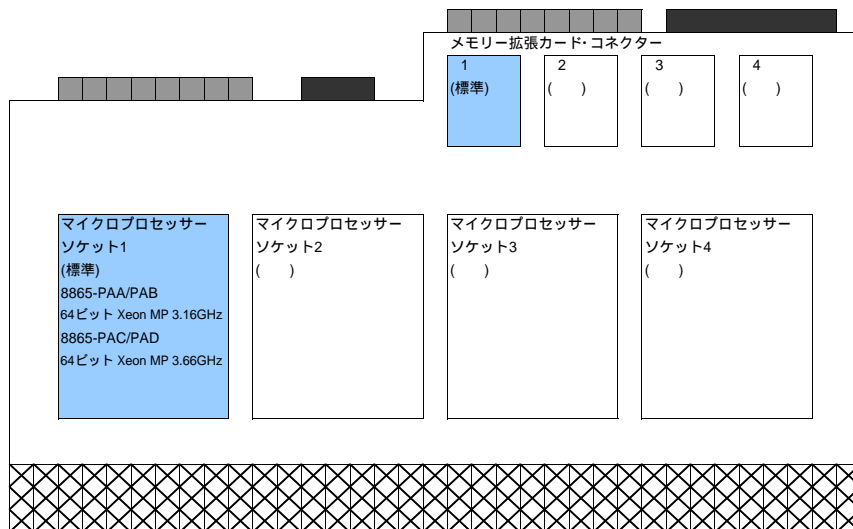 メモリー拡張カード・コネクター
1
(標準)
2
(　　)
3
(　　)
4
(　　)
マイクロプロセッサー
ソケット1
(標準)
8865-PAA/PAB
64ビット Xeon MP 3.16GHz
8865-PAC/PAD
64ビット Xeon MP 3.66GHz
マイクロプロセッサー
ソケット2
(　　)
マイクロプロセッサー
ソケット3
(　　)
マイクロプロセッサー
ソケット4
(　　)